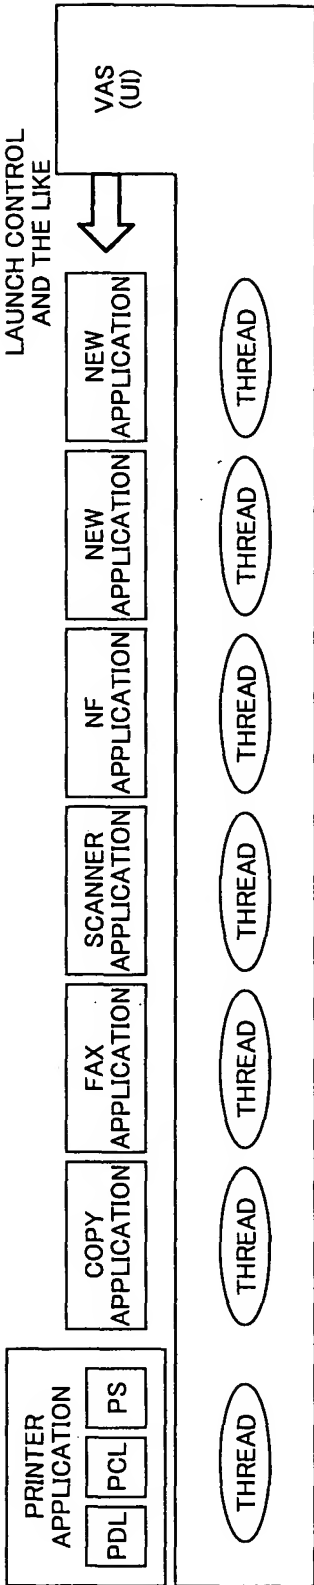 PRINTER
APPLICATION
PDL
PCL
PS
COPY
APPLICATION
FAX
APPLICATION
SCANNER
APPLICATION
NF
APPLICATION
NEW
APPLICATION
NEW
APPLICATION
LAUNCH CONTROL
AND THE LIKE
VAS
(UI)
THREAD
THREAD
THREAD
THREAD
THREAD
THREAD
THREAD